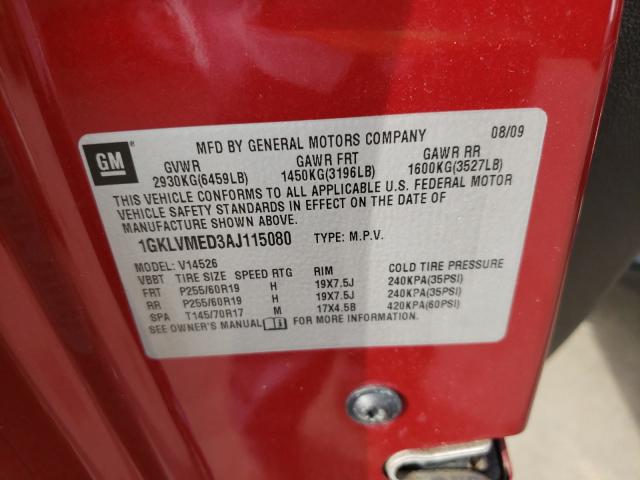 MFD BY GENERAL MOTORS COMPANY 08/09
GM
GVWR GAWR FRT GAWR RR
2930KG(6459LB) 1450KG(3196LB) 1600KG(3527LB)
THIS VEHICLE CONFORMS TO ALL APPLICABLE U.S. FEDERAL MOTOR
VEHICLE SAFETY STANDARDS IN EFFECT ON THE DATE OF
MANUFACTURE SHOWN ABOVE.
1GKLVMED3AJ115080 TYPE: M.P.V.
MODEL: V14526
VBBT TIRE SIZE SPEED RTG RIM COLD TIRE PRESSURE
FRT P255/60R19 H 19X7.5J 240KPA(35PSI)
RR P255/60R19 H 19X7.5J 240KPA(35PSI)
SPA T145/70R17 M 17X4.5B 420KPA(60PSI)
SEE OWNER'S MANUAL FOR MORE INFORMATION.